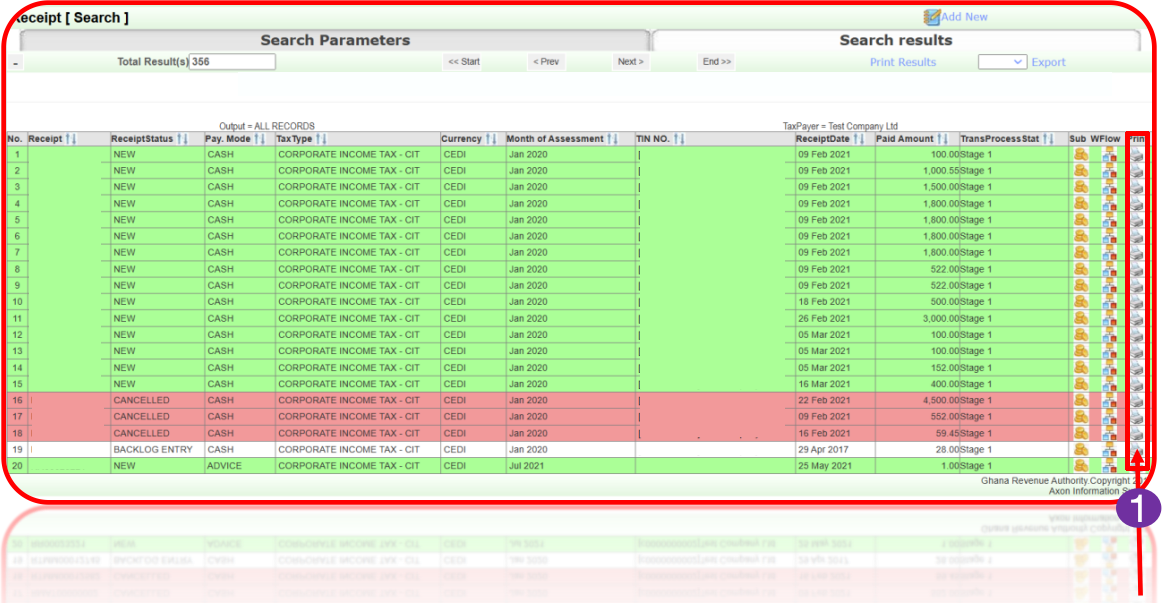 Receipt [ Search ] Add New
Search Parameters Search results
- Total Result(s) 356 << Start < Prev Next > End >> Print Results Export
Output = ALL RECORDS TaxPayer = Test Company Ltd
No. Receipt ReceiptStatus Pay. Mode TaxType Currency Month of Assessment TIN NO. ReceiptDate Paid Amount TransProcessStat Sub WFlow Prin
1 NEW CASH CORPORATE INCOME TAX - CIT CEDI Jan 2020 09 Feb 2021 100.00 Stage 1
2 NEW CASH CORPORATE INCOME TAX - CIT CEDI Jan 2020 09 Feb 2021 1,000.55 Stage 1
3 NEW CASH CORPORATE INCOME TAX - CIT CEDI Jan 2020 09 Feb 2021 1,500.00 Stage 1
4 NEW CASH CORPORATE INCOME TAX - CIT CEDI Jan 2020 09 Feb 2021 1,800.00 Stage 1
5 NEW CASH CORPORATE INCOME TAX - CIT CEDI Jan 2020 09 Feb 2021 1,800.00 Stage 1
6 NEW CASH CORPORATE INCOME TAX - CIT CEDI Jan 2020 09 Feb 2021 1,800.00 Stage 1
7 NEW CASH CORPORATE INCOME TAX - CIT CEDI Jan 2020 09 Feb 2021 1,800.00 Stage 1
8 NEW CASH CORPORATE INCOME TAX - CIT CEDI Jan 2020 09 Feb 2021 522.00 Stage 1
9 NEW CASH CORPORATE INCOME TAX - CIT CEDI Jan 2020 09 Feb 2021 522.00 Stage 1
10 NEW CASH CORPORATE INCOME TAX - CIT CEDI Jan 2020 18 Feb 2021 500.00 Stage 1
11 NEW CASH CORPORATE INCOME TAX - CIT CEDI Jan 2020 26 Feb 2021 3,000.00 Stage 1
12 NEW CASH CORPORATE INCOME TAX - CIT CEDI Jan 2020 05 Mar 2021 100.00 Stage 1
13 NEW CASH CORPORATE INCOME TAX - CIT CEDI Jan 2020 05 Mar 2021 100.00 Stage 1
14 NEW CASH CORPORATE INCOME TAX - CIT CEDI Jan 2020 05 Mar 2021 152.00 Stage 1
15 NEW CASH CORPORATE INCOME TAX - CIT CEDI Jan 2020 16 Mar 2021 400.00 Stage 1
16 CANCELLED CASH CORPORATE INCOME TAX - CIT CEDI Jan 2020 22 Feb 2021 4,500.00 Stage 1
17 CANCELLED CASH CORPORATE INCOME TAX - CIT CEDI Jan 2020 09 Feb 2021 552.00 Stage 1
18 CANCELLED CASH CORPORATE INCOME TAX - CIT CEDI Jan 2020 16 Feb 2021 59.45 Stage 1
19 BACKLOG ENTRY CASH CORPORATE INCOME TAX - CIT CEDI Jan 2020 29 Apr 2017 28.00 Stage 1
20 NEW ADVICE CORPORATE INCOME TAX - CIT CEDI Jul 2021 25 May 2021 1.00 Stage 1
Ghana Revenue Authority.Copyright
Axon Information
1